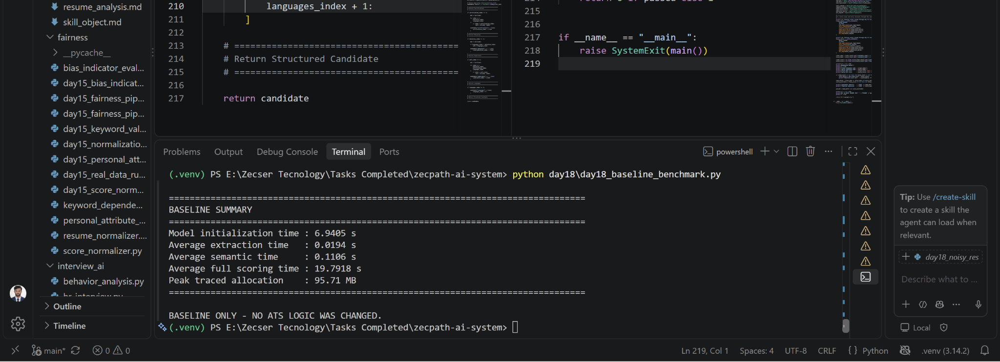 resume_analysis.md
skill_object.md
fairness
__pycache__
bias_indicator_eval...
day15_bias_indicat...
day15_fairness_pip...
day15_fairness_pip...
day15_keyword_val...
day15_normalizatio...
day15_personal_att...
day15_real_data_ru...
day15_score_norm...
keyword_depende...
personal_attribute_...
resume_normalizer....
score_normalizer.py
interview_ai
behavior_analysis.py
Outline
Timeline
210 languages_index + 1:
211 ]
212
213 # ===========================================
214 # Return Structured Candidate
215 # ===========================================
216
217 return candidate
215
216
217 if __name__ == "__main__":
218 raise SystemExit(main())
219
Problems Output Debug Console Terminal Ports
powershell
(.venv) PS E:\Zecser Tecnology\Tasks Completed\zecpath-ai-system> python day18\day18_baseline_benchmark.py
================================================================================
BASELINE SUMMARY
================================================================================
Model initialization time : 6.9405 s
Average extraction time : 0.0194 s
Average semantic time : 0.1106 s
Average full scoring time : 19.7918 s
Peak traced allocation : 95.71 MB
================================================================================
BASELINE ONLY - NO ATS LOGIC WAS CHANGED.
(.venv) PS E:\Zecser Tecnology\Tasks Completed\zecpath-ai-system>
Tip: Use /create-skill
to create a skill the
agent can load when
relevant.
day18_noisy_res
Describe what to ...
Local
main* 0 0
Ln 219, Col 1 Spaces: 4 UTF-8 CRLF {} Python .venv (3.14.2)